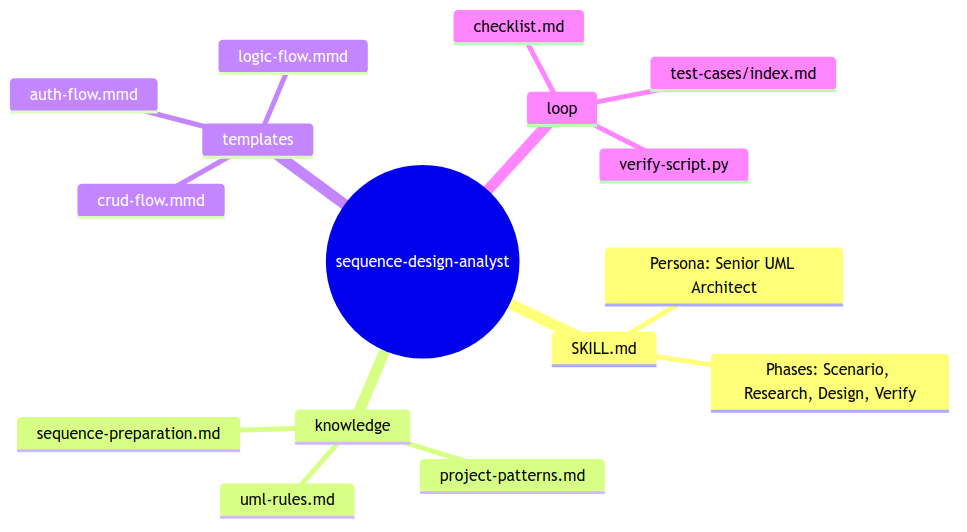 checklist.md
logic-flow.mmd
test-cases/index.md
auth-flow.mmd
loop
templates
verify-script.py
crud-flow.mmd
sequence-design-analyst
Persona: Senior UML
Architect
SKILL.md
Phases: Scenario,
Research, Design, Verify
knowledge
sequence-preparation.md
project-patterns.md
uml-rules.md